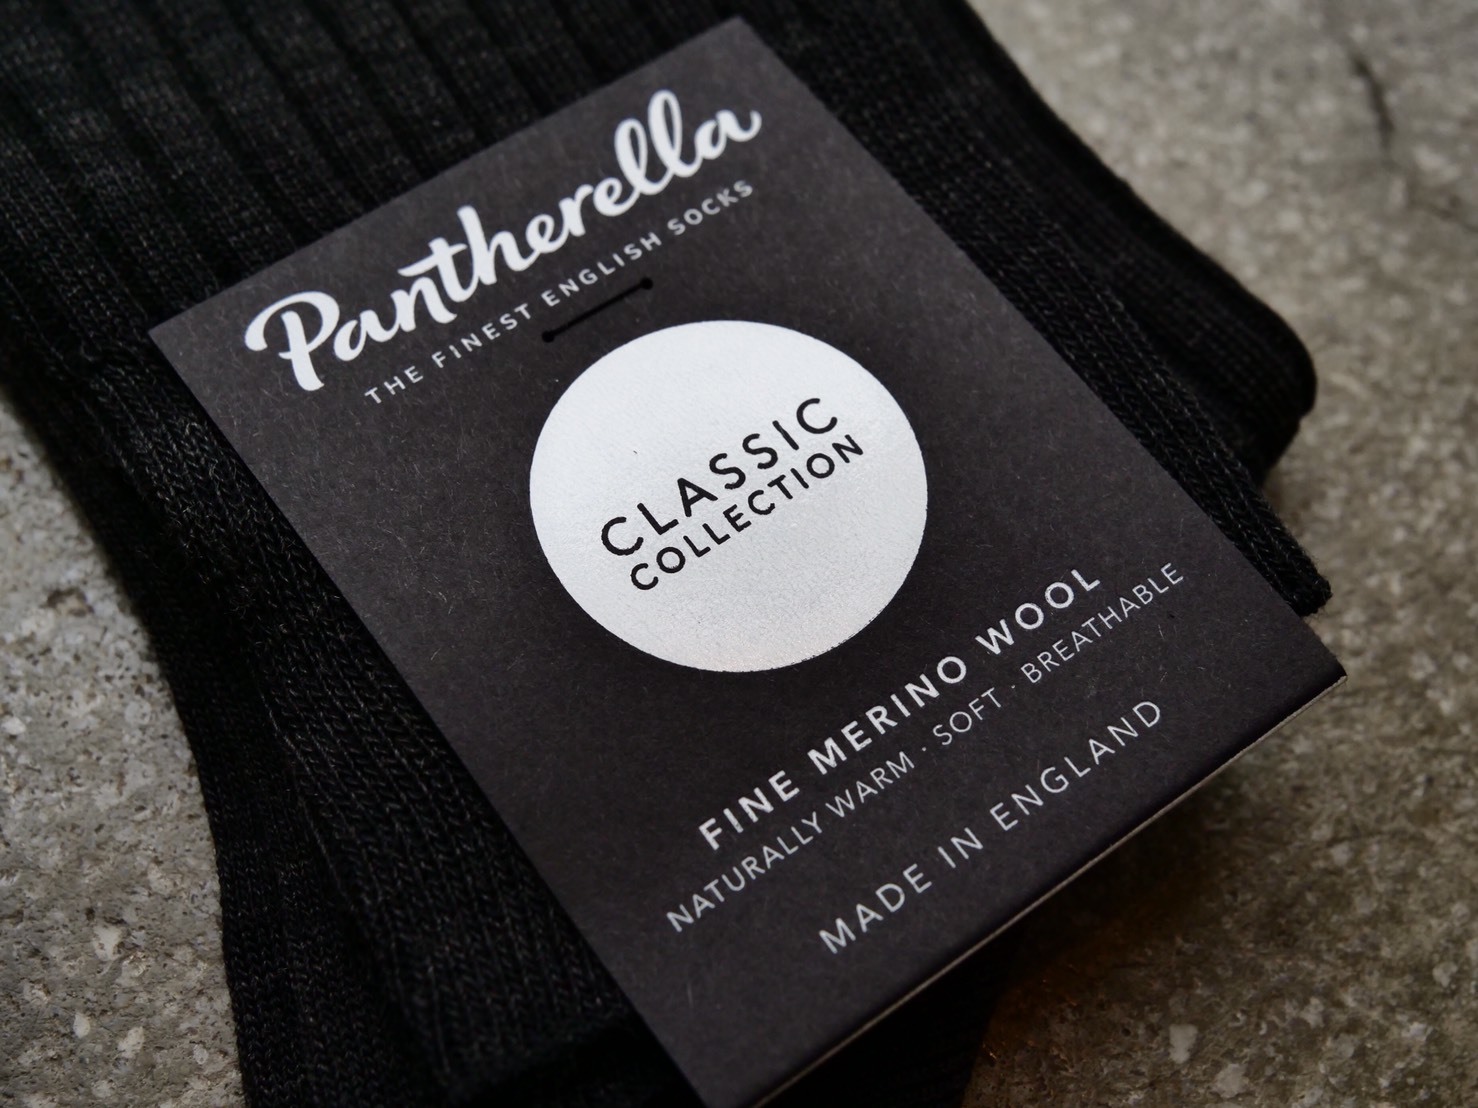 Pantherella
THE FINEST ENGLISH SOCKS
CLASSIC
COLLECTION
FINE MERINO WOOL
NATURALLY WARM · SOFT · BREATHABLE
MADE IN ENGLAND